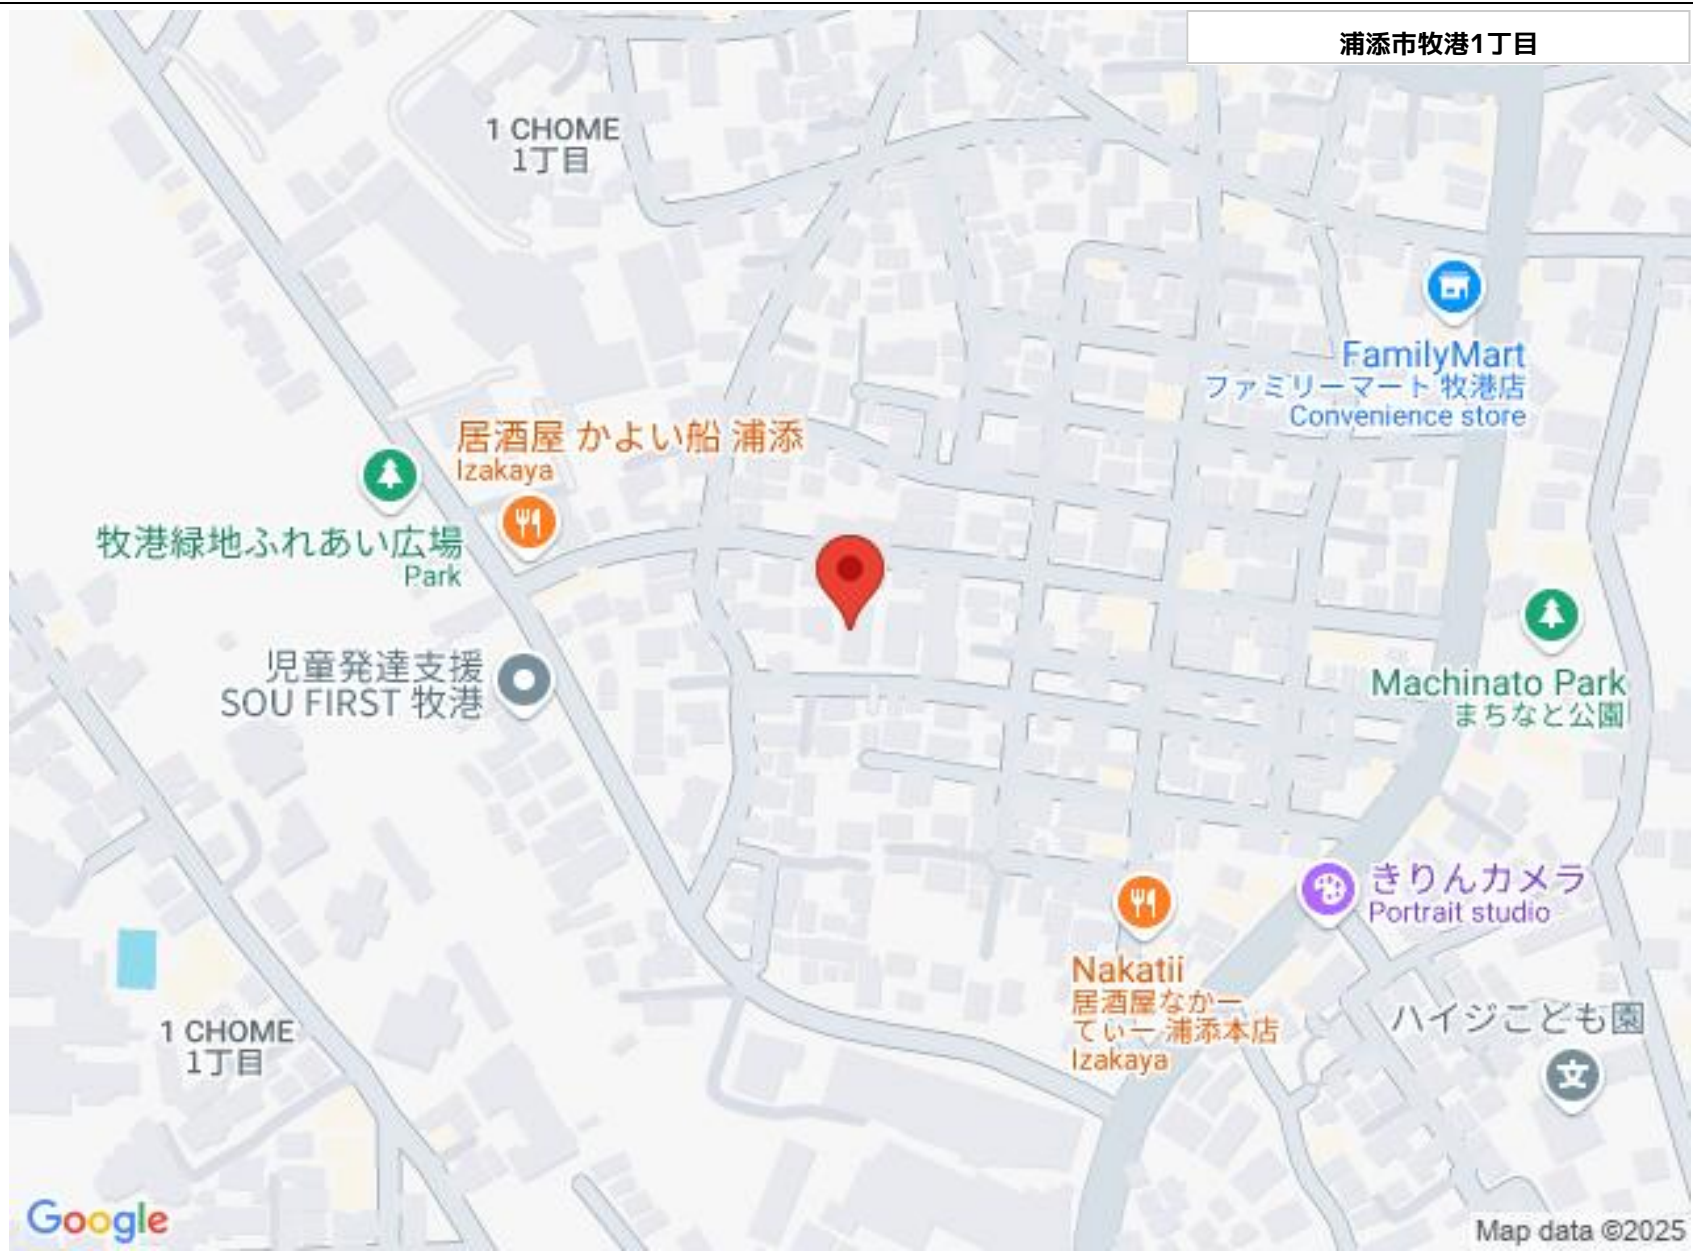 浦添市牧港1丁目
1 CHOME
1丁目
FamilyMart
ファミリーマート 牧港店
Convenience store
居酒屋 かよい船 浦添
Izakaya
牧港緑地ふれあい広場
Park
児童発達支援
SOU FIRST 牧港
Machinato Park
まちなと公園
きりんカメラ
Portrait studio
Nakatii
居酒屋なかー
てぃー 浦添本店
Izakaya
ハイジこども園
文
1 CHOME
1丁目
Google
Map data ©2025